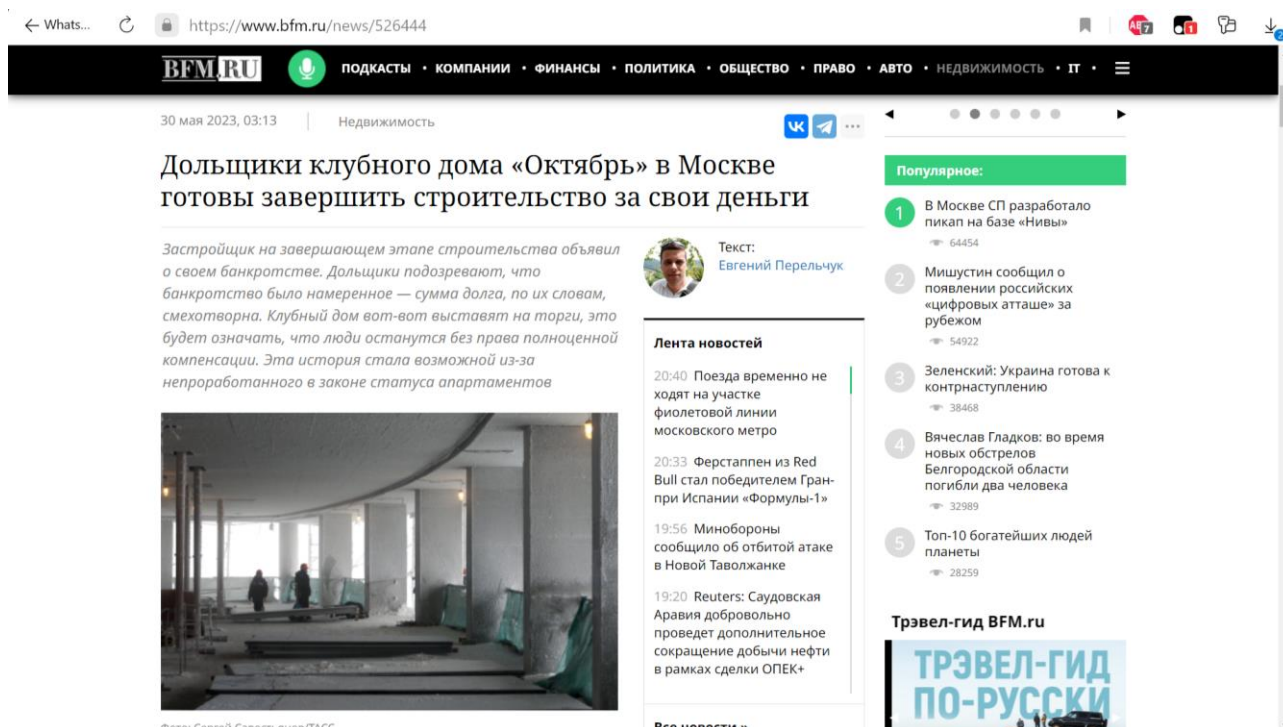 ← Whats...
https://www.bfm.ru/news/526444
7
1
2
BFM.RU
ПОДКАСТЫ • КОМПАНИИ • ФИНАНСЫ • ПОЛИТИКА • ОБЩЕСТВО • ПРАВО • АВТО • НЕДВИЖИМОСТЬ • IT •
30 мая 2023, 03:13
Недвижимость
Дольщики клубного дома «Октябрь» в Москве
готовы завершить строительство за свои деньги
Застройщик на завершающем этапе строительства объявил
о своем банкротстве. Дольщики подозревают, что
банкротство было намеренное — сумма долга, по их словам,
смехотворна. Клубный дом вот-вот выставят на торги, это
будет означать, что люди останутся без права полноценной
компенсации. Эта история стала возможной из-за
непроработанного в законе статуса апартаментов
Текст:
Евгений Перельчук
Лента новостей
20:40 Поезда временно не
ходят на участке
фиолетовой линии
московского метро
20:33 Ферстаппен из Red
Bull стал победителем Гран-
при Испании «Формулы-1»
19:56 Минобороны
сообщило об отбитой атаке
в Новой Таволжанке
19:20 Reuters: Саудовская
Аравия добровольно
проведет дополнительное
сокращение добычи нефти
в рамках сделки ОПЕК+
Популярное:
1
В Москве СП разработало
пикап на базе «Нивы»
64454
2
Мишустин сообщил о
появлении российских
«цифровых атташе» за
рубежом
54922
3
Зеленский: Украина готова к
контрнаступлению
38468
4
Вячеслав Гладков: во время
новых обстрелов
Белгородской области
погибли два человека
32989
5
Топ-10 богатейших людей
планеты
28259
Трэвел-гид BFM.ru
ТРЭВЕЛ-ГИД
ПО-РУССКИ